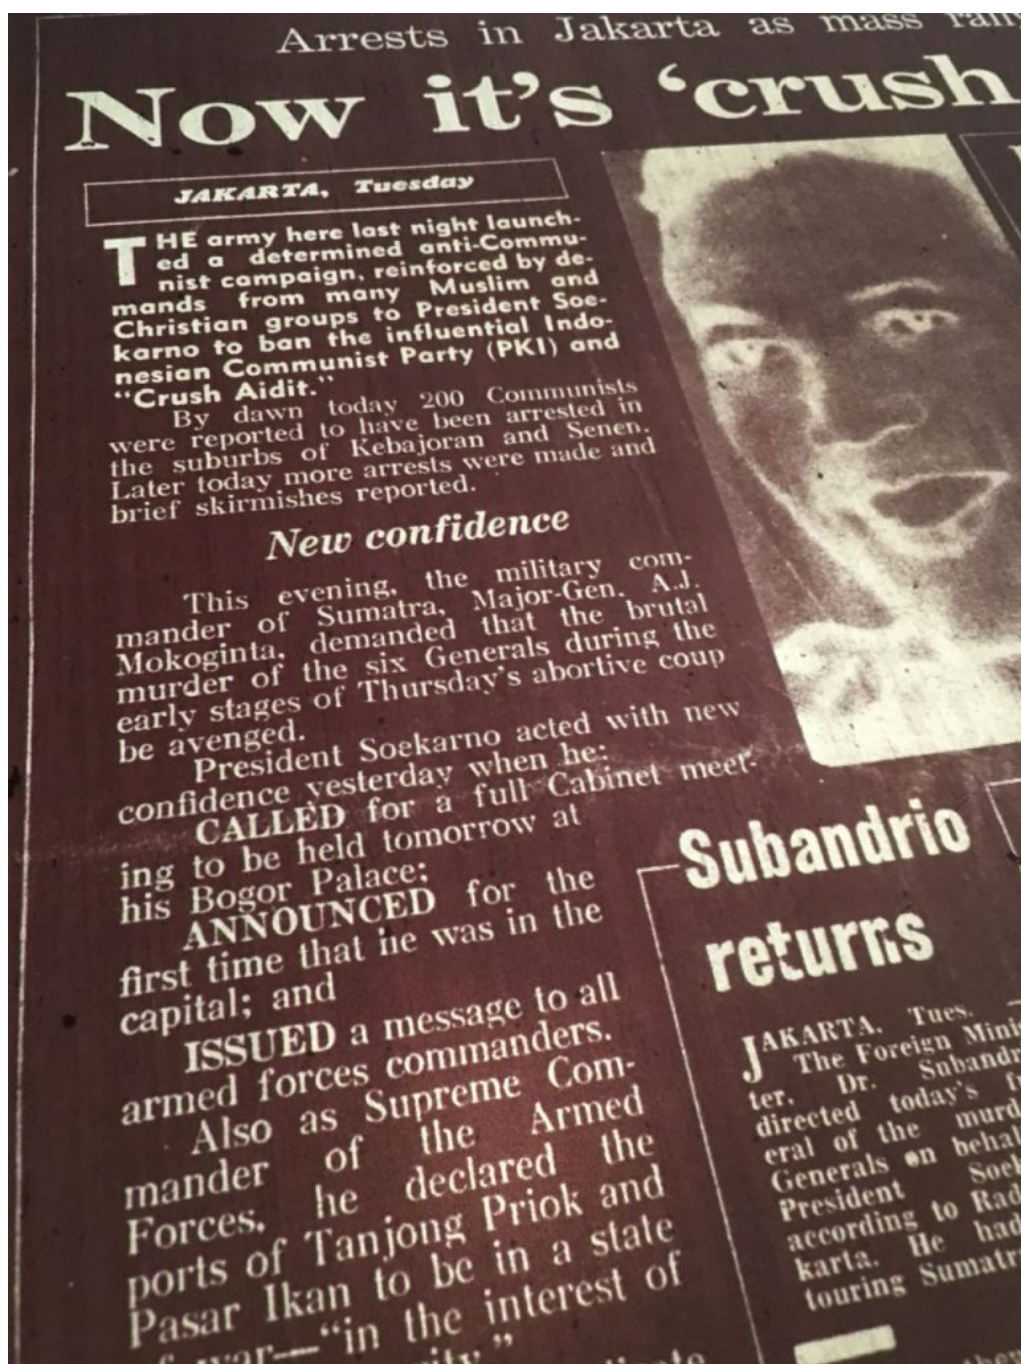 Arrests in Jakarta as mass
Now it's ‘crush
JAKARTA, Tuesday
THE army here last night launch-
ed a determined anti-Commu-
nist campaign, reinforced by de-
mands from many Muslim and
Christian groups to President Soe-
karno to ban the influential Indo-
nesian Communist Party (PKI) and
“Crush Aidit.”
By dawn today 200 Communists
were reported to have been arrested in
the suburbs of Kebajoran and Senen.
Later today more arrests were made and
brief skirmishes reported.
New confidence
This evening, the military com-
mander of Sumatra, Major-Gen. A.J.
Mokoginta, demanded that the brutal
murder of the six Generals during the
early stages of Thursday's abortive coup
be avenged.
President Soekarno acted with new
confidence yesterday when he:
CALLED for a full Cabinet meet-
ing to be held tomorrow at
his Bogor Palace;
ANNOUNCED for the
first time that he was in the
capital; and
ISSUED a message to all
armed forces commanders.
Also as Supreme Com-
mander of the Armed
Forces, he declared the
ports of Tanjong Priok and
Pasar Ikan to be in a state
of war—“in the interest of
Subandrio
returns
JAKARTA, Tues.
The Foreign Minis
ter, Dr. Subandr
directed today's f
eral of the murd
Generals on behal
President Soek
according to Rad
karta. He had
touring Sumatr